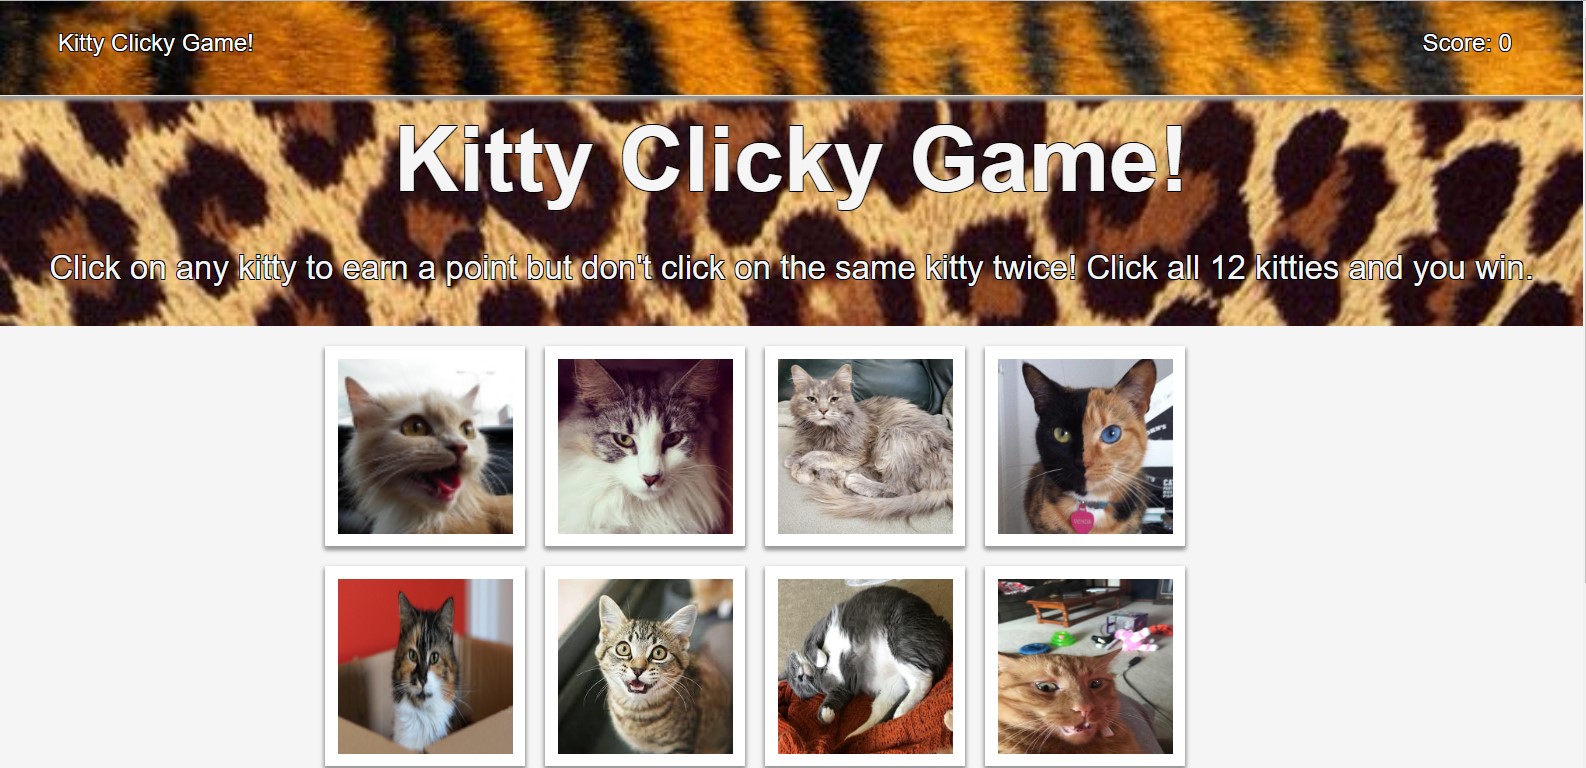 Kitty Clicky Game!
Score: 0
Kitty Clicky Game!
Click on any kitty to earn a point but don't click on the same kitty twice! Click all 12 kitties and you win.